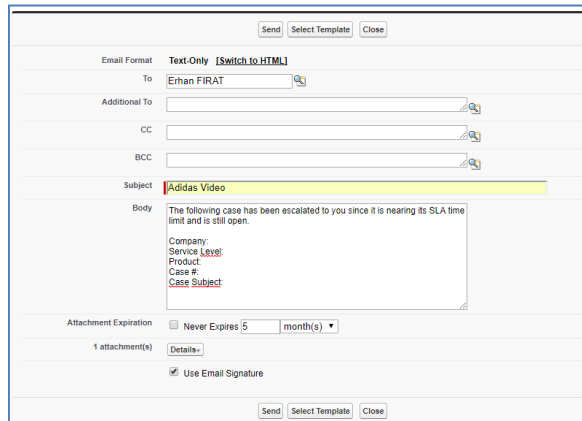 Send Select Template Close
Email Format Text-Only [Switch to HTML]
To Erhan FIRAT
Additional To
CC
BCC
Subject Adidas Video
Body The following case has been escalated to you since it is nearing its SLA time
limit and is still open.
Company:
Service Level:
Product:
Case #:
Case Subject:
Attachment Expiration Never Expires 5 month(s)
1 attachment(s) Details
Use Email Signature
Send Select Template Close